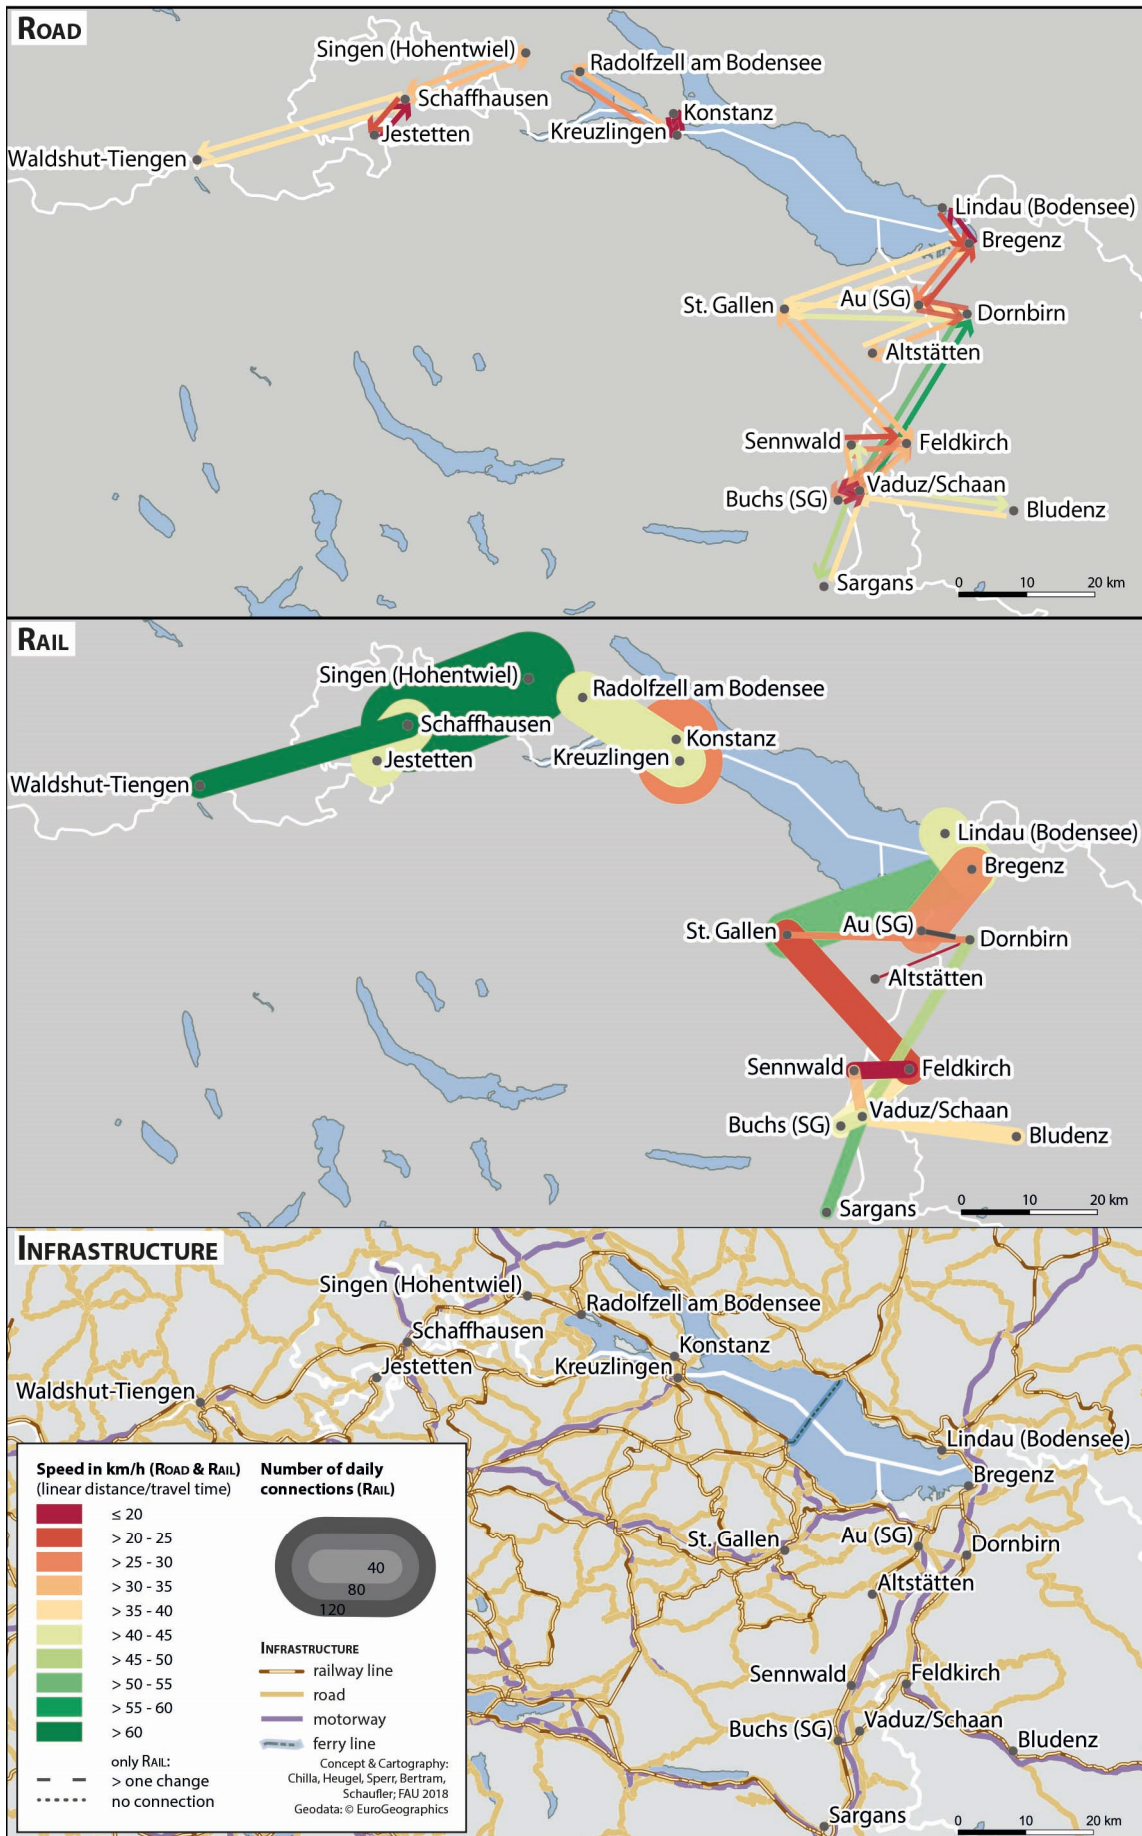 ROAD
Singen (Hohentwiel)
Radolfzell am Bodensee
Schaffhausen
Konstanz
Jestetten
Kreuzlingen
Waldshut-Tiengen
Lindau (Bodensee)
Bregenz
St. Gallen
Au (SG)
Dornbirn
Altstätten
Sennwald
Feldkirch
Vaduz/Schaan
Buchs (SG)
Bludenz
Sargans
0 10 20 km
RAIL
Singen (Hohentwiel)
Radolfzell am Bodensee
Schaffhausen
Konstanz
Jestetten
Kreuzlingen
Waldshut-Tiengen
Lindau (Bodensee)
Bregenz
St. Gallen
Au (SG)
Dornbirn
Altstätten
Sennwald
Feldkirch
Vaduz/Schaan
Buchs (SG)
Bludenz
Sargans
0 10 20 km
INFRASTRUCTURE
Singen (Hohentwiel)
Radolfzell am Bodensee
Schaffhausen
Konstanz
Jestetten
Kreuzlingen
Waldshut-Tiengen
Lindau (Bodensee)
Bregenz
St. Gallen
Au (SG)
Dornbirn
Altstätten
Sennwald
Feldkirch
Vaduz/Schaan
Buchs (SG)
Bludenz
Sargans
0 10 20 km
Speed in km/h (ROAD & RAIL)
(linear distance/travel time)
≤ 20
> 20 - 25
> 25 - 30
> 30 - 35
> 35 - 40
> 40 - 45
> 45 - 50
> 50 - 55
> 55 - 60
> 60
only RAIL:
> one change
no connection
Number of daily
connections (RAIL)
40
80
120
INFRASTRUCTURE
railway line
road
motorway
ferry line
Concept & Cartography:
Chilla, Heugel, Sperr, Bertram,
Schaufler; FAU 2018
Geodata: © EuroGeographics